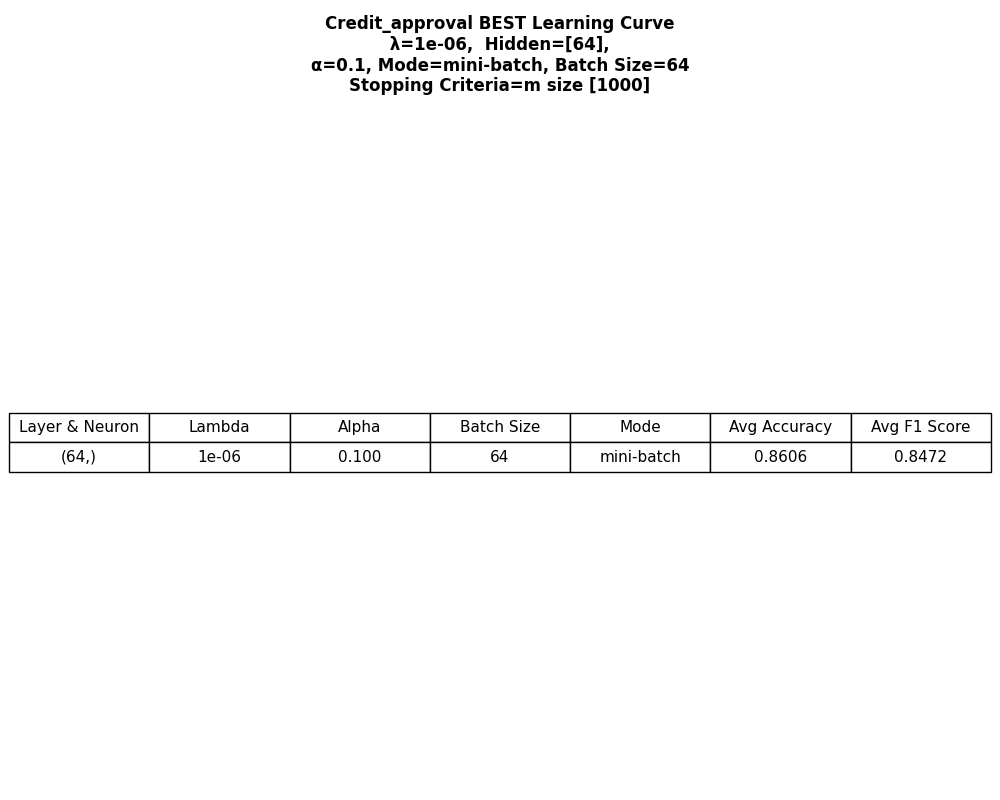 Credit_approval BEST Learning Curve
λ=1e-06,  Hidden=[64],
α=0.1, Mode=mini-batch, Batch Size=64
Stopping Criteria=m size [1000]
Layer & Neuron Lambda Alpha Batch Size Mode Avg Accuracy Avg F1 Score
(64,) 1e-06 0.100 64 mini-batch 0.8606 0.8472